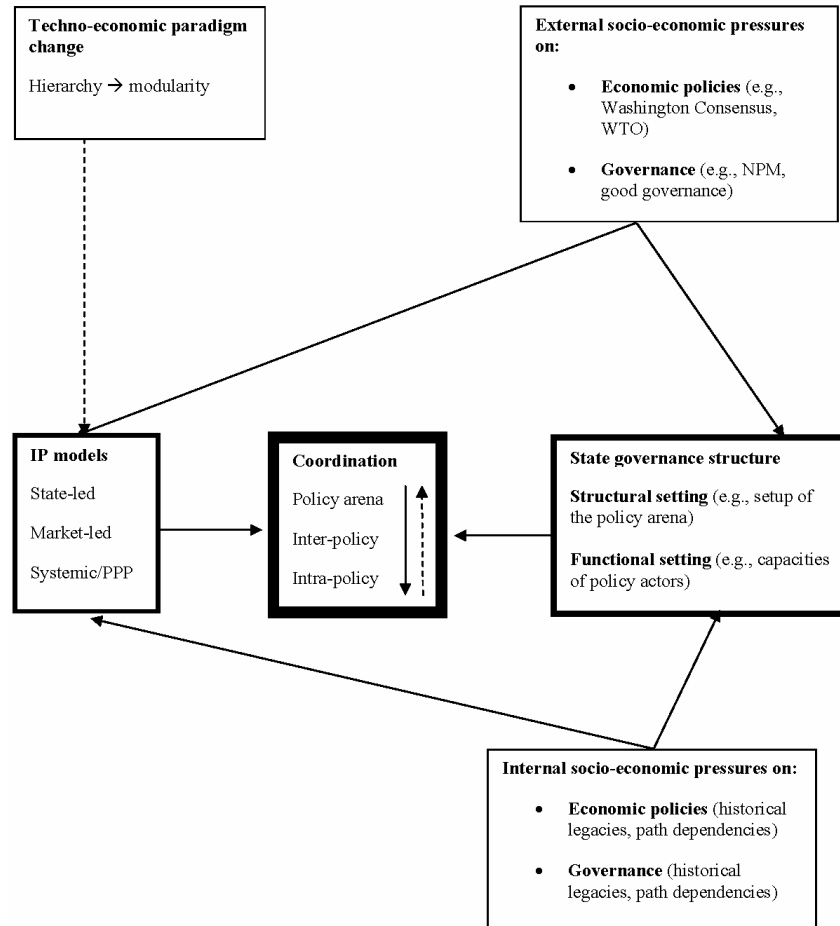 Techno-economic paradigm
change
Hierarchy → modularity
External socio-economic pressures
on:
• Economic policies (e.g.,
Washington Consensus,
WTO)
• Governance (e.g., NPM,
good governance)
IP models
State-led
Market-led
Systemic/PPP
Coordination
Policy arena
Inter-policy
Intra-policy
State governance structure
Structural setting (e.g., setup of
the policy arena)
Functional setting (e.g., capacities
of policy actors)
Internal socio-economic pressures on:
• Economic policies (historical
legacies, path dependencies)
• Governance (historical
legacies, path dependencies)